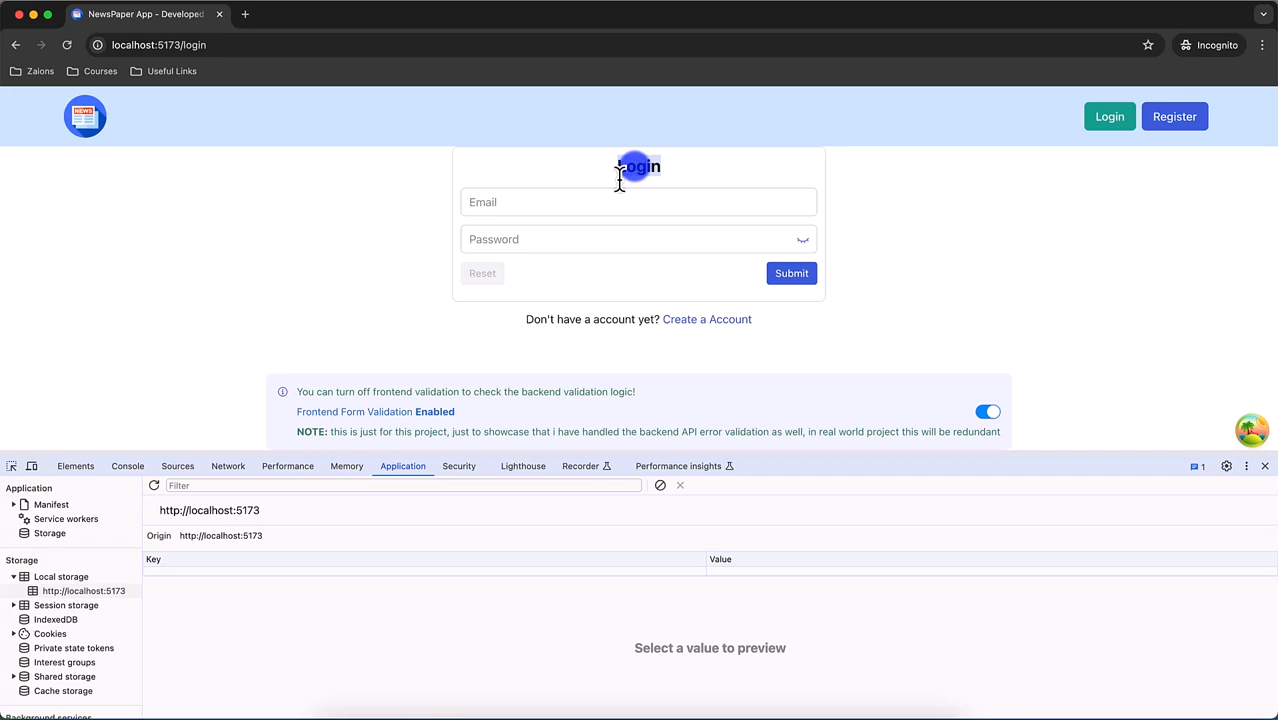 NewsPaper App - Developed
localhost:5173/login
Incognito
Zaions
Courses
Useful Links
NEWS
Login
Register
Login
Email
Password
Reset
Submit
Don't have a account yet? Create a Account
You can turn off frontend validation to check the backend validation logic!
Frontend Form Validation Enabled
NOTE: this is just for this project, just to showcase that i have handled the backend API error validation as well, in real world project this will be redundant
Elements
Console
Sources
Network
Performance
Memory
Application
Security
Lighthouse
Recorder
Performance insights
1
Application
Manifest
Service workers
Storage
Storage
Local storage
http://localhost:5173
Session storage
IndexedDB
Cookies
Private state tokens
Interest groups
Shared storage
Cache storage
Background services
Filter
http://localhost:5173
Origin http://localhost:5173
Key
Value
Select a value to preview